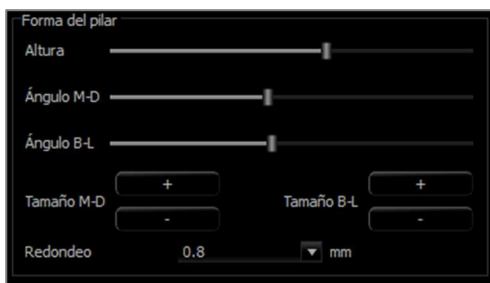 Forma del pilar
Altura
Ángulo M-D
Ángulo B-L
+ +
Tamaño M-D Tamaño B-L
- -
Redondeo 0.8 mm